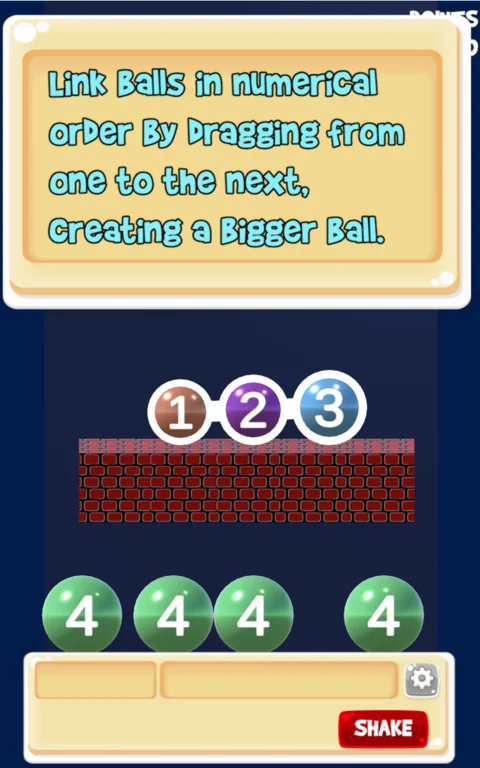 POINTS
Link Balls in numerical
order By Dragging from
one to the next,
Creating a Bigger Ball.
1 2 3
4 4 4 4
SHAKE